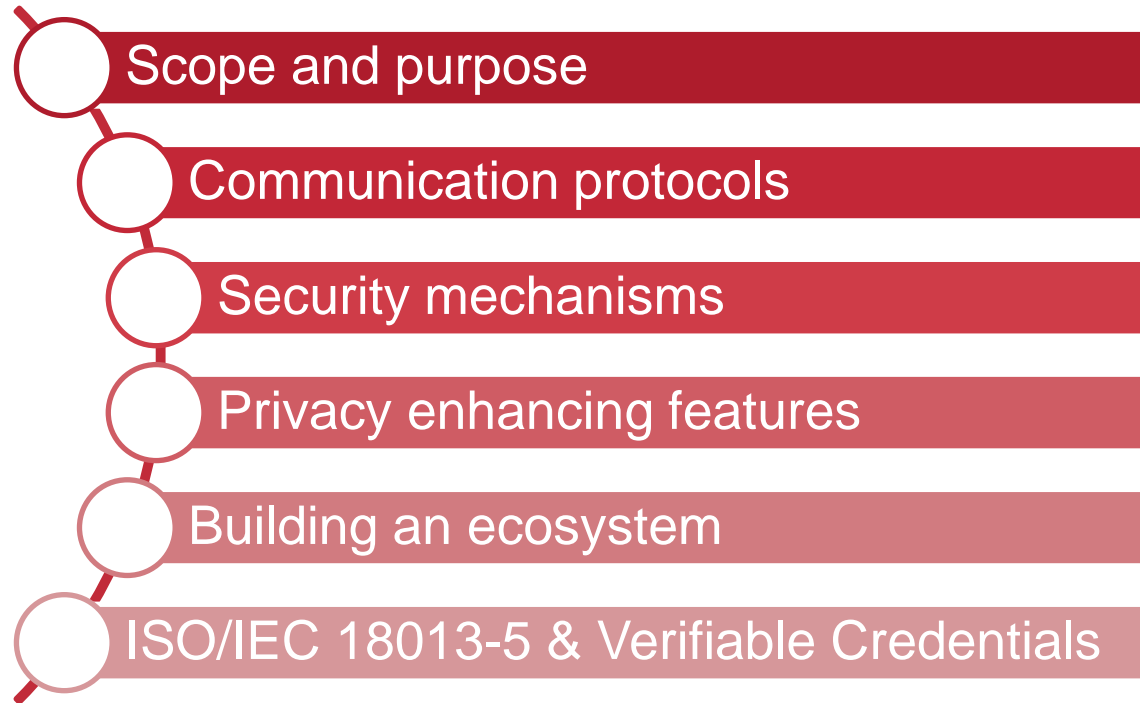 Scope and purpose
Communication protocols
Security mechanisms
Privacy enhancing features
Building an ecosystem
ISO/IEC 18013-5 & Verifiable Credentials